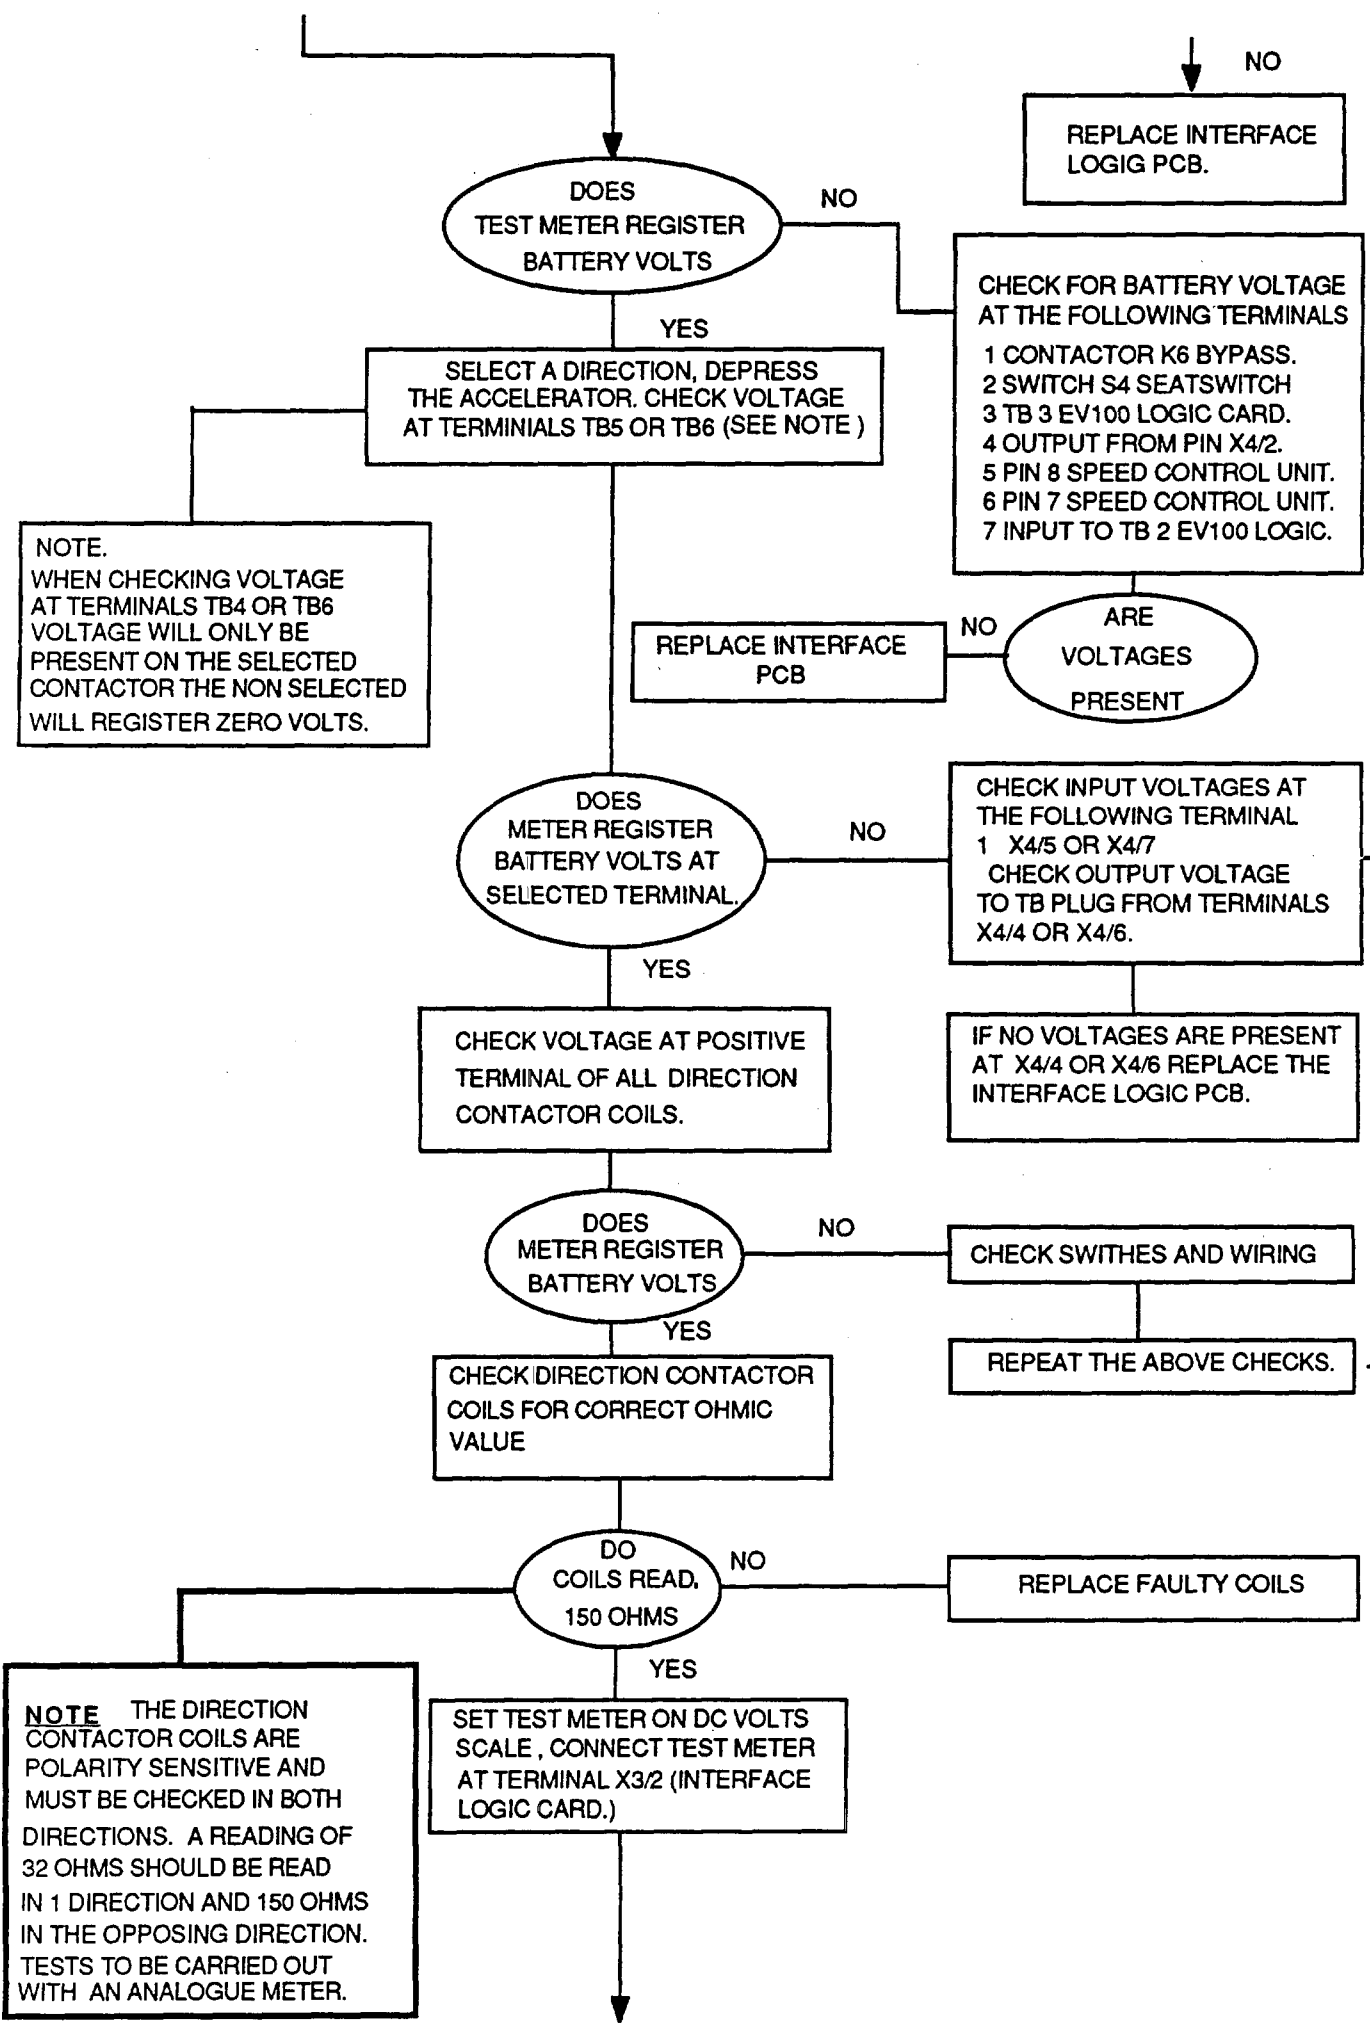 NO
REPLACE INTERFACE
LOGIG PCB.
DOES
TEST METER REGISTER
BATTERY VOLTS
NO
YES
CHECK FOR BATTERY VOLTAGE
AT THE FOLLOWING TERMINALS
1 CONTACTOR K6 BYPASS.
2 SWITCH S4 SEATSWITCH
3 TB 3 EV100 LOGIC CARD.
4 OUTPUT FROM PIN X4/2.
5 PIN 8 SPEED CONTROL UNIT.
6 PIN 7 SPEED CONTROL UNIT.
7 INPUT TO TB 2 EV100 LOGIC.
SELECT A DIRECTION, DEPRESS
THE ACCELERATOR. CHECK VOLTAGE
AT TERMINIALS TB5 OR TB6 (SEE NOTE )
NOTE.
WHEN CHECKING VOLTAGE
AT TERMINALS TB4 OR TB6
VOLTAGE WILL ONLY BE
PRESENT ON THE SELECTED
CONTACTOR THE NON SELECTED
WILL REGISTER ZERO VOLTS.
ARE
VOLTAGES
PRESENT
NO
REPLACE INTERFACE
PCB
DOES
METER REGISTER
BATTERY VOLTS AT
SELECTED TERMINAL.
NO
YES
CHECK INPUT VOLTAGES AT
THE FOLLOWING TERMINAL
1 X4/5 OR X4/7
CHECK OUTPUT VOLTAGE
TO TB PLUG FROM TERMINALS
X4/4 OR X4/6.
IF NO VOLTAGES ARE PRESENT
AT X4/4 OR X4/6 REPLACE THE
INTERFACE LOGIC PCB.
CHECK VOLTAGE AT POSITIVE
TERMINAL OF ALL DIRECTION
CONTACTOR COILS.
DOES
METER REGISTER
BATTERY VOLTS
NO
YES
CHECK SWITHES AND WIRING
REPEAT THE ABOVE CHECKS.
CHECK DIRECTION CONTACTOR
COILS FOR CORRECT OHMIC
VALUE
DO
COILS READ.
150 OHMS
NO
YES
REPLACE FAULTY COILS
NOTE THE DIRECTION
CONTACTOR COILS ARE
POLARITY SENSITIVE AND
MUST BE CHECKED IN BOTH
DIRECTIONS. A READING OF
32 OHMS SHOULD BE READ
IN 1 DIRECTION AND 150 OHMS
IN THE OPPOSING DIRECTION.
TESTS TO BE CARRIED OUT
WITH AN ANALOGUE METER.
SET TEST METER ON DC VOLTS
SCALE , CONNECT TEST METER
AT TERMINAL X3/2 (INTERFACE
LOGIC CARD.)